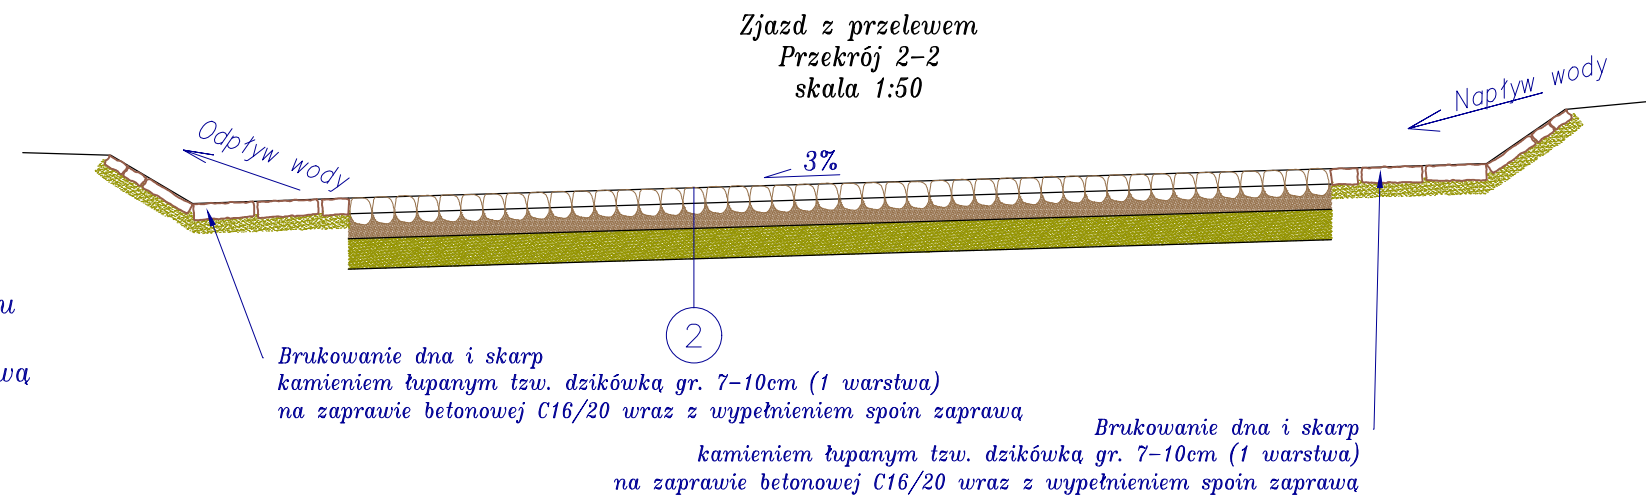 Zjazd z przelewem
Przekrój 2-2
skala 1:50
Napływ wody
Odpływ wody
3%
u
wą
2
Brukowanie dna i skarp
kamieniem łupanym tzw. dzikówką gr. 7-10cm (1 warstwa)
na zaprawie betonowej C16/20 wraz z wypełnieniem spoin zaprawą
Brukowanie dna i skarp
kamieniem łupanym tzw. dzikówką gr. 7-10cm (1 warstwa)
na zaprawie betonowej C16/20 wraz z wypełnieniem spoin zaprawą